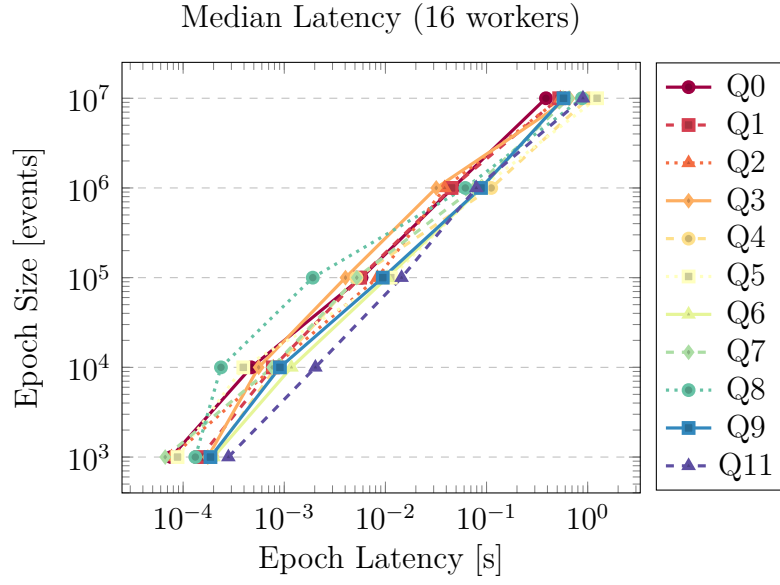 Median Latency (16 workers)
Epoch Size [events]
10^7
10^6
10^5
10^4
10^3
10^-4
10^-3
10^-2
10^-1
10^0
Epoch Latency [s]
Q0
Q1
Q2
Q3
Q4
Q5
Q6
Q7
Q8
Q9
Q11